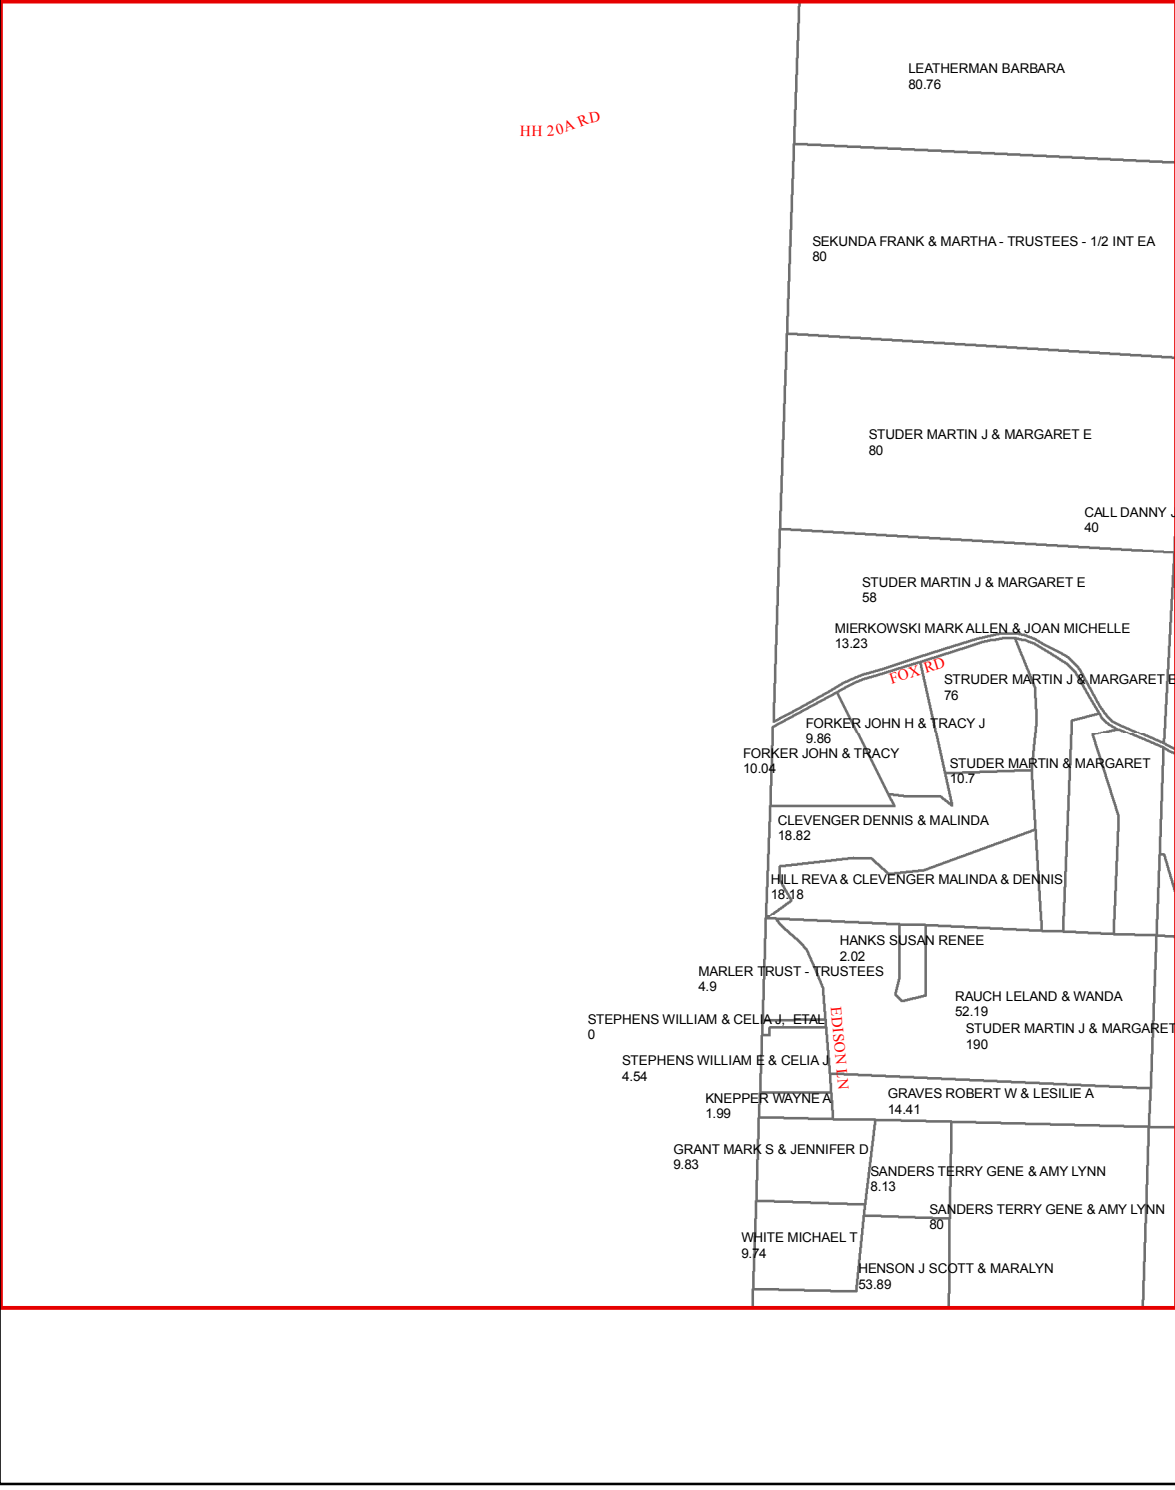 LEATHERMAN BARBARA
80.76
HH 20A RD
SEKUNDA FRANK & MARTHA - TRUSTEES - 1/2 INT EA
80
STUDER MARTIN J & MARGARET E
80
CALL DANNY J
40
STUDER MARTIN J & MARGARET E
58
MIERKOWSKI MARK ALLEN & JOAN MICHELLE
13.23
FOX RD
STRUDER MARTIN J & MARGARET E
76
FORKER JOHN H & TRACY J
9.86
FORKER JOHN & TRACY
10.04
STUDER MARTIN & MARGARET
10.7
CLEVENGER DENNIS & MALINDA
18.82
HILL REVA & CLEVENGER MALINDA & DENNIS
18.18
HANKS SUSAN RENEE
2.02
MARLER TRUST - TRUSTEES
4.9
RAUCH LELAND & WANDA
52.19
STEPHENS WILLIAM & CELIA J, ETAL
0
EDISON LN
STUDER MARTIN J & MARGARET
190
STEPHENS WILLIAM E & CELIA J
4.54
KNEPPER WAYNE A
1.99
GRAVES ROBERT W & LESILIE A
14.41
GRANT MARK S & JENNIFER D
9.83
SANDERS TERRY GENE & AMY LYNN
8.13
SANDERS TERRY GENE & AMY LYNN
80
WHITE MICHAEL T
9.74
HENSON J SCOTT & MARALYN
53.89